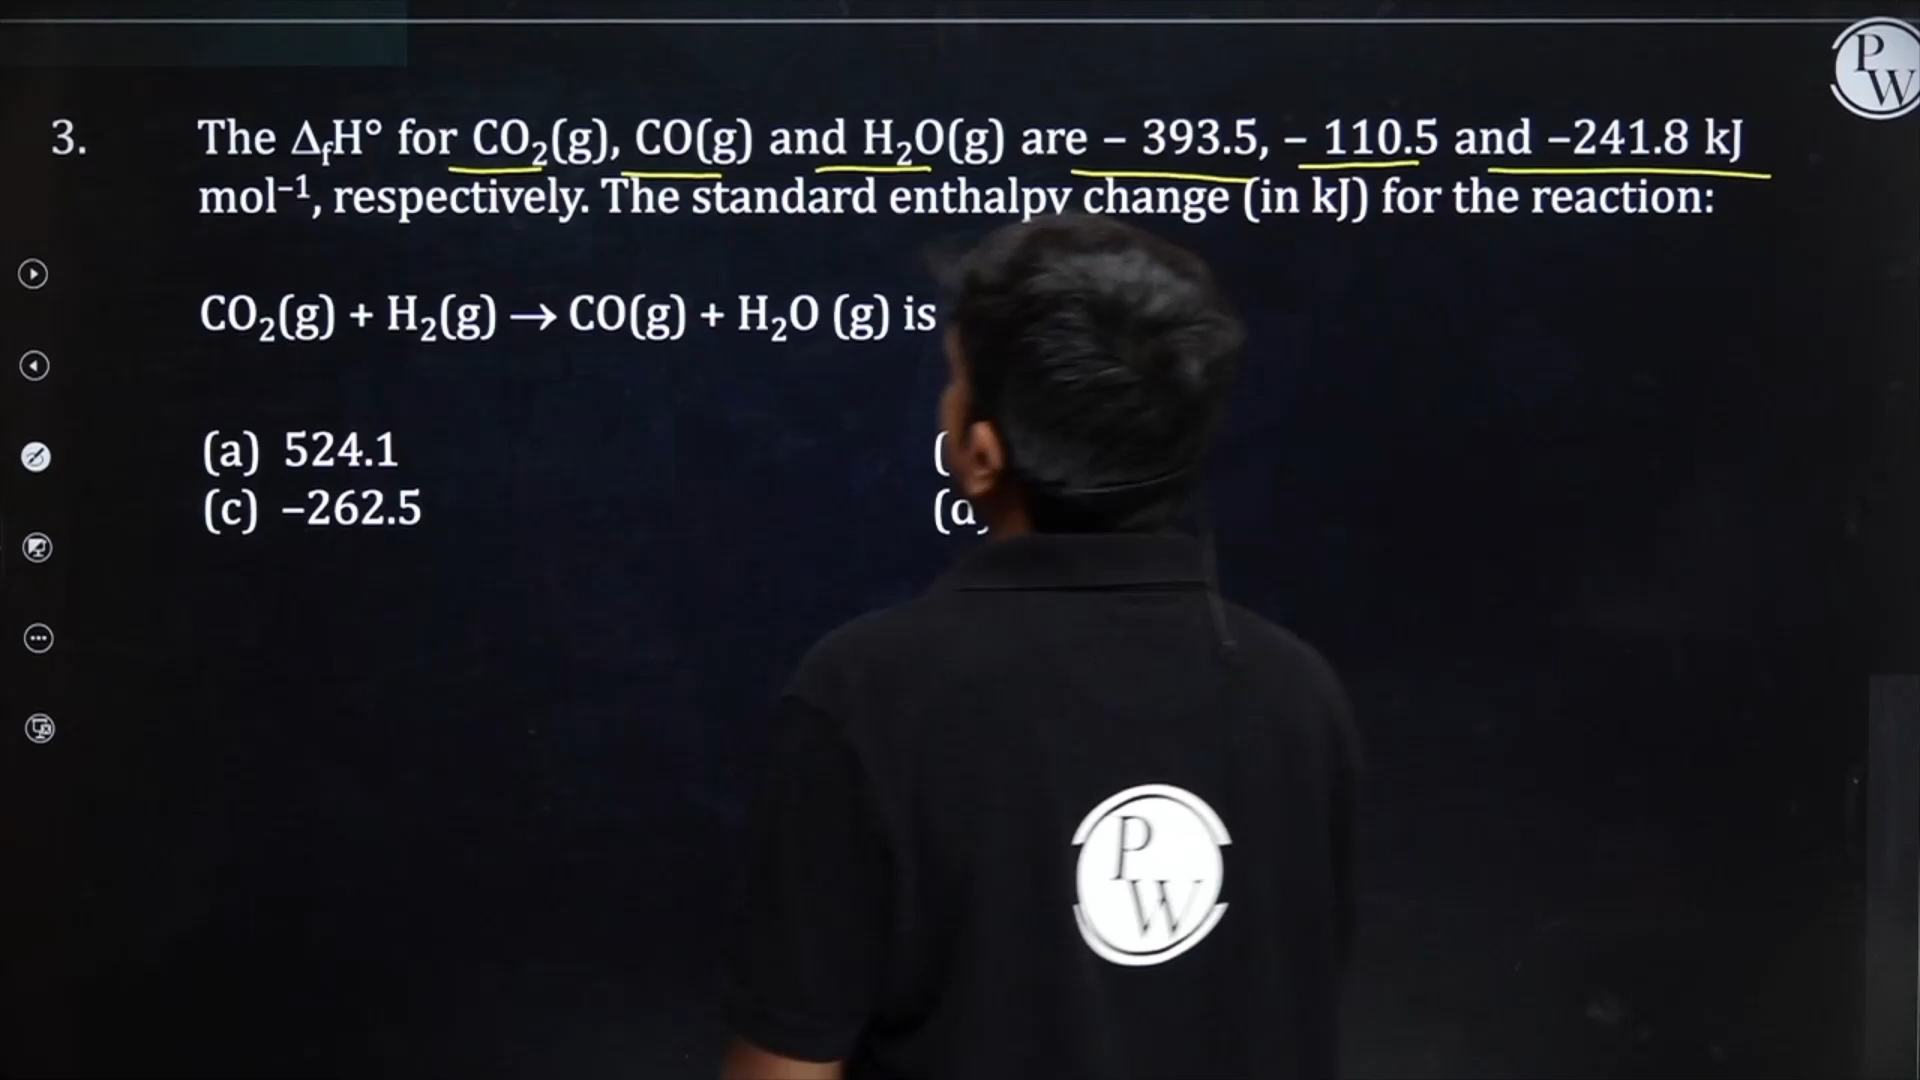 P
W
3. The ΔfH° for CO₂(g), CO(g) and H₂O(g) are – 393.5, – 110.5 and –241.8 kJ
mol⁻¹, respectively. The standard enthalpy change (in kJ) for the reaction:
CO₂(g) + H₂(g) → CO(g) + H₂O (g) is
(a) 524.1
(c) –262.5
P
W